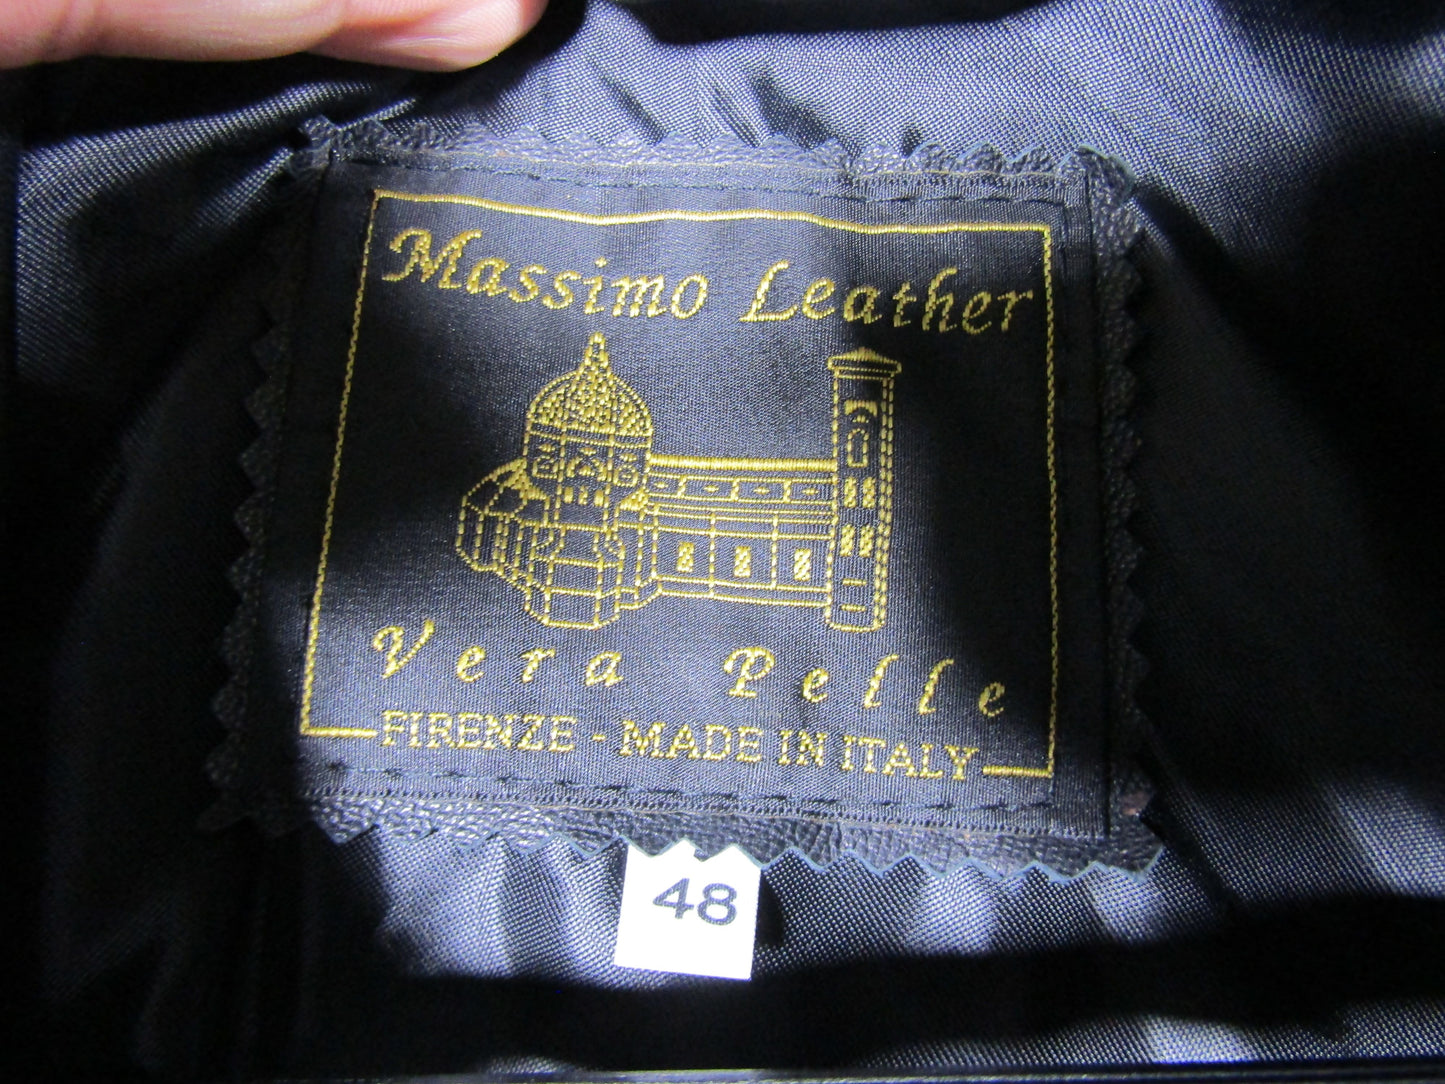 Massimo Leather
Vera Pelle
FIRENZE - MADE IN ITALY
48